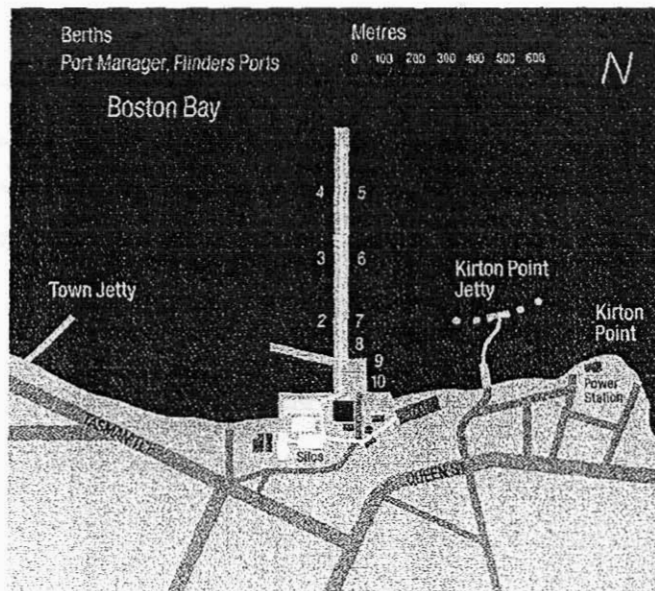 Berths
Port Manager, Flinders Ports
Metres
0 100 200 300 400 500 600
N
Boston Bay
4 5
3 6
Kirton Point
Jetty
Town Jetty
2 7
8
Kirton
Point
9
10
Power
Station
TASMAN TCE
Silos
QUEEN ST